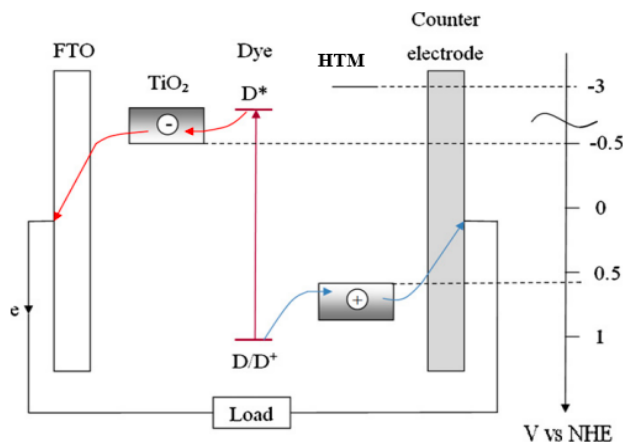 Counter
electrode
FTO
Dye
HTM
TiO₂
D*
-
-3
-0.5
0
0.5
+
1
e
D/D⁺
Load
V vs NHE